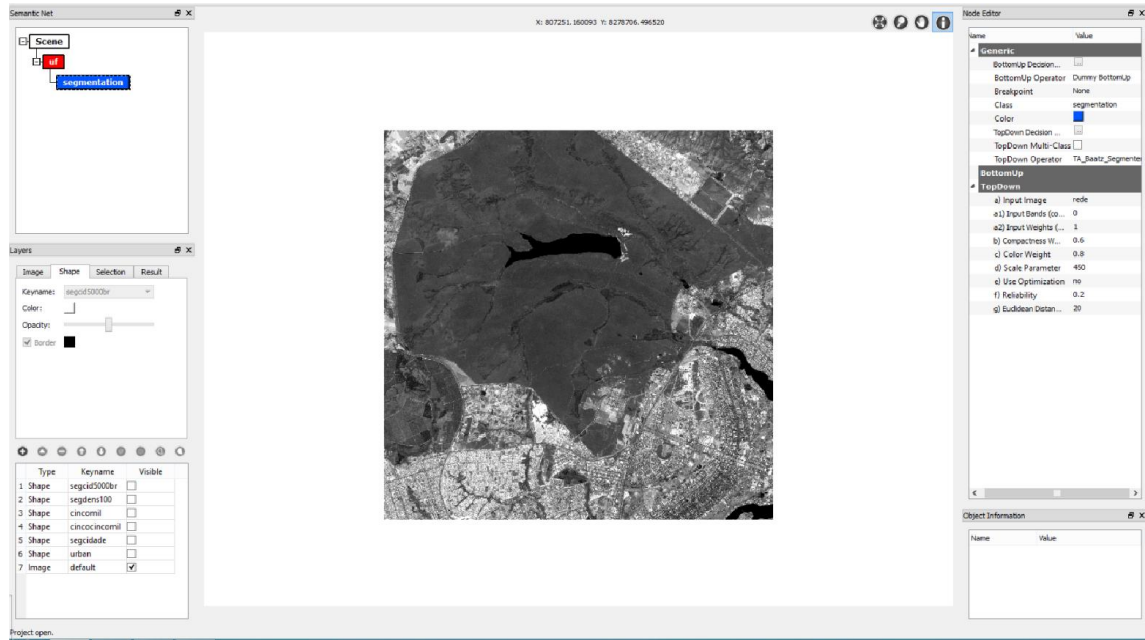 Semantic Net
Scene
uf
segmentation
Layers
Image Shape Selection Result
Keyname: segcid5000br
Color:
Opacity:
Border
Type Keyname Visible
1 Shape segcid5000br
2 Shape segdens100
3 Shape cincomil
4 Shape cincocincomil
5 Shape segcidade
6 Shape urban
7 Image default
Project open.
X: 807251.160093 Y: 8278706.496520
Node Editor
Name Value
Generic
BottomUp Decision...
BottomUp Operator Dummy BottomUp
Breakpoint None
Class segmentation
Color
TopDown Decision ...
TopDown Multi-Class
TopDown Operator TA_Baatz_Segmenter
BottomUp
TopDown
a) Input Image rede
a1) Input Bands (co... 0
a2) Input Weights (... 1
b) Compactness W... 0.6
c) Color Weight 0.8
d) Scale Parameter 450
e) Use Optimization no
f) Reliability 0.2
g) Euclidean Distan... 20
Object Information
Name Value